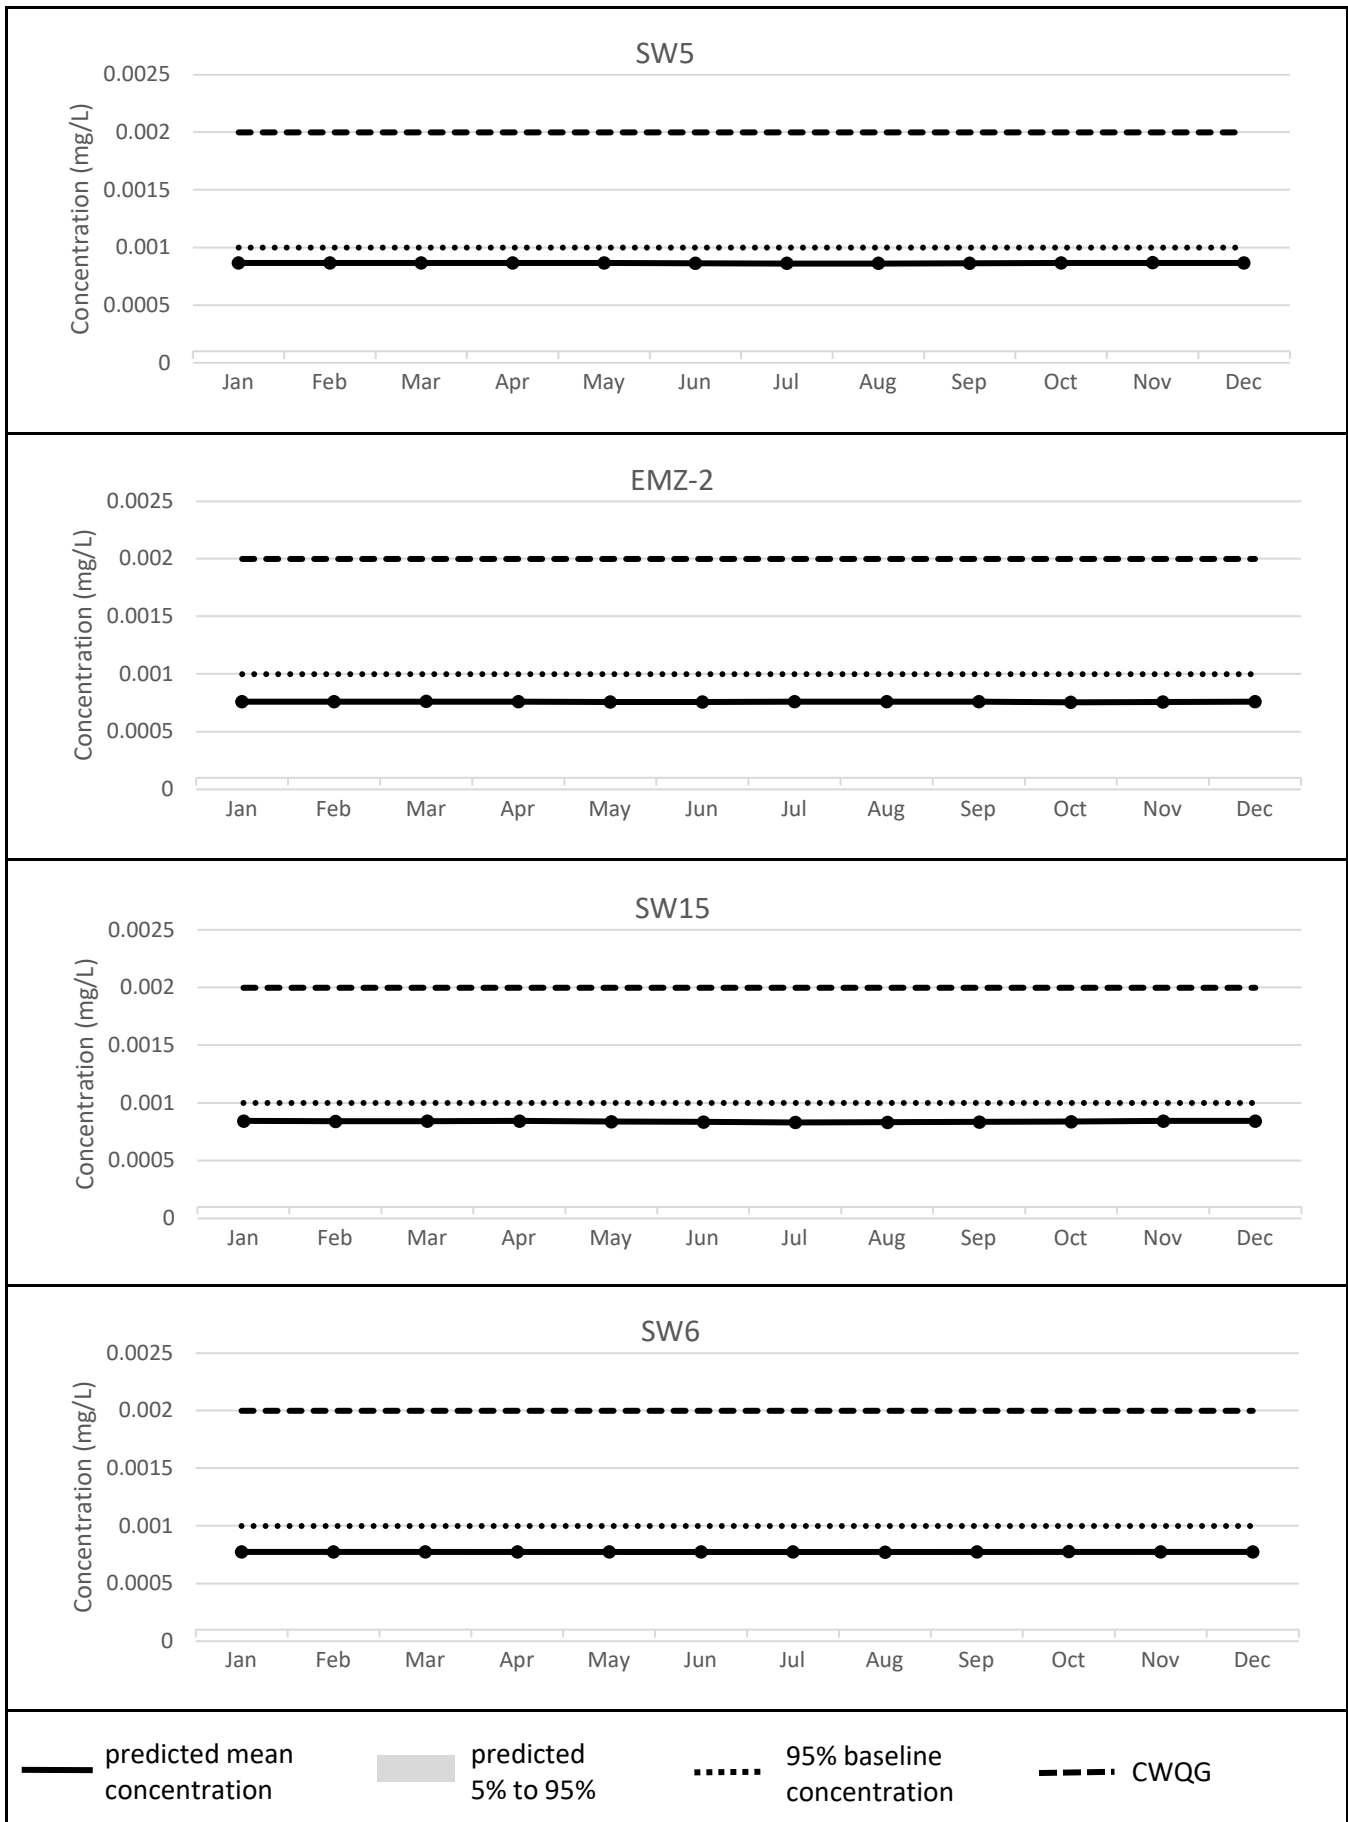 SW5
Concentration (mg/L)
0.0025
0.002
0.0015
0.001
0.0005
0
Jan Feb Mar Apr May Jun Jul Aug Sep Oct Nov Dec
EMZ-2
Concentration (mg/L)
0.0025
0.002
0.0015
0.001
0.0005
0
Jan Feb Mar Apr May Jun Jul Aug Sep Oct Nov Dec
SW15
Concentration (mg/L)
0.0025
0.002
0.0015
0.001
0.0005
0
Jan Feb Mar Apr May Jun Jul Aug Sep Oct Nov Dec
SW6
Concentration (mg/L)
0.0025
0.002
0.0015
0.001
0.0005
0
Jan Feb Mar Apr May Jun Jul Aug Sep Oct Nov Dec
predicted mean
concentration
predicted
5% to 95%
95% baseline
concentration
CWQG